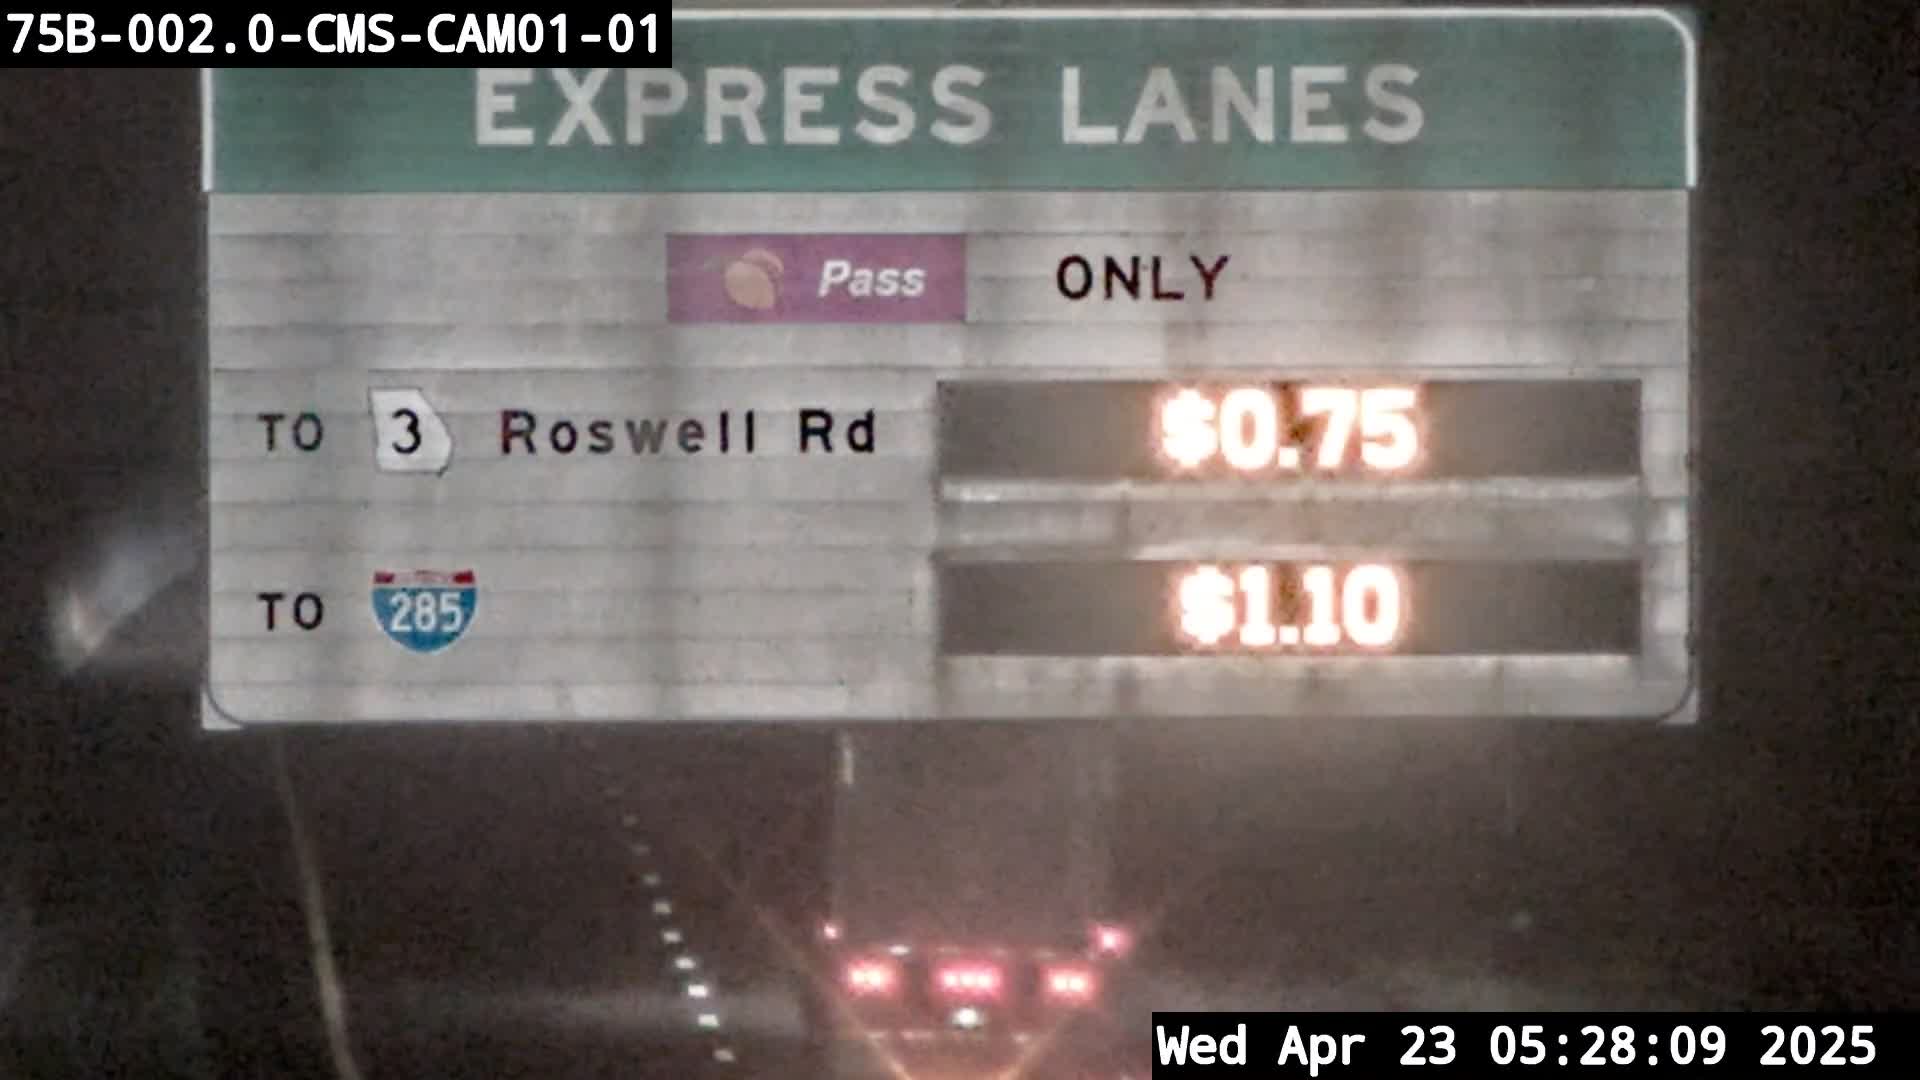 75B-002.0-CMS-CAM01-01
EXPRESS LANES
Pass ONLY
TO 3 Roswell Rd $0.75
TO 285 $1.10
Wed Apr 23 05:28:09 2025